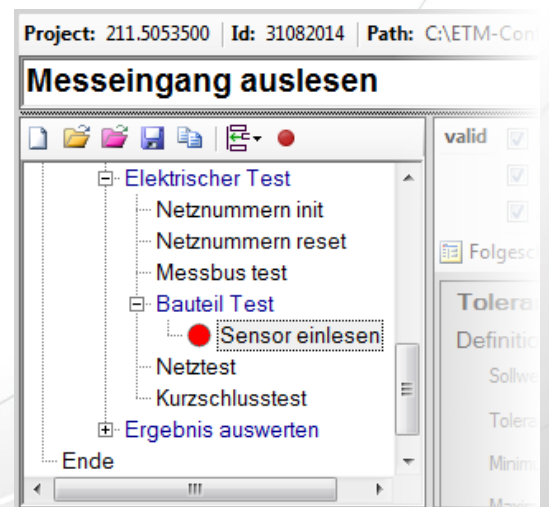 Project: 211.5053500 | Id: 31082014 | Path: C:\ETM-Con
Messeingang auslesen
valid
Elektrischer Test
Netznummern init
Netznummern reset
Messbus test
Bauteil Test
Sensor einlesen
Netztest
Kurzschlusstest
Ergebnis auswerten
Ende
Folgesc
Tolera
Definitio
Sollwe
Tolera
Minim